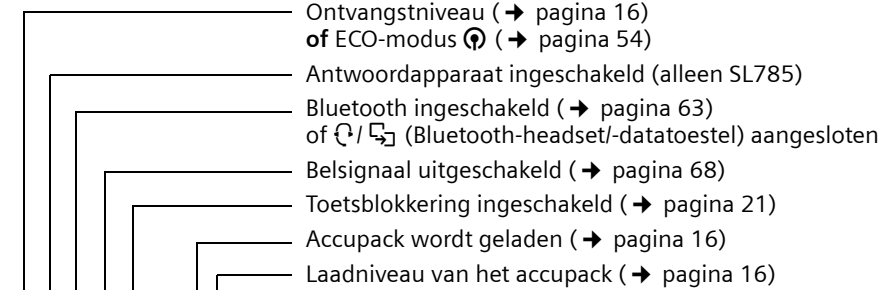 Ontvangstniveau (➔ pagina 16)
of ECO-modus (➔ pagina 54)
Antwoordapparaat ingeschakeld (alleen SL785)
Bluetooth ingeschakeld (➔ pagina 63)
of / (Bluetooth-headset/-datatoestel) aangesloten
Belsignaal uitgeschakeld (➔ pagina 68)
Toetsblokkering ingeschakeld (➔ pagina 21)
Accupack wordt geladen (➔ pagina 16)
Laadniveau van het accupack (➔ pagina 16)